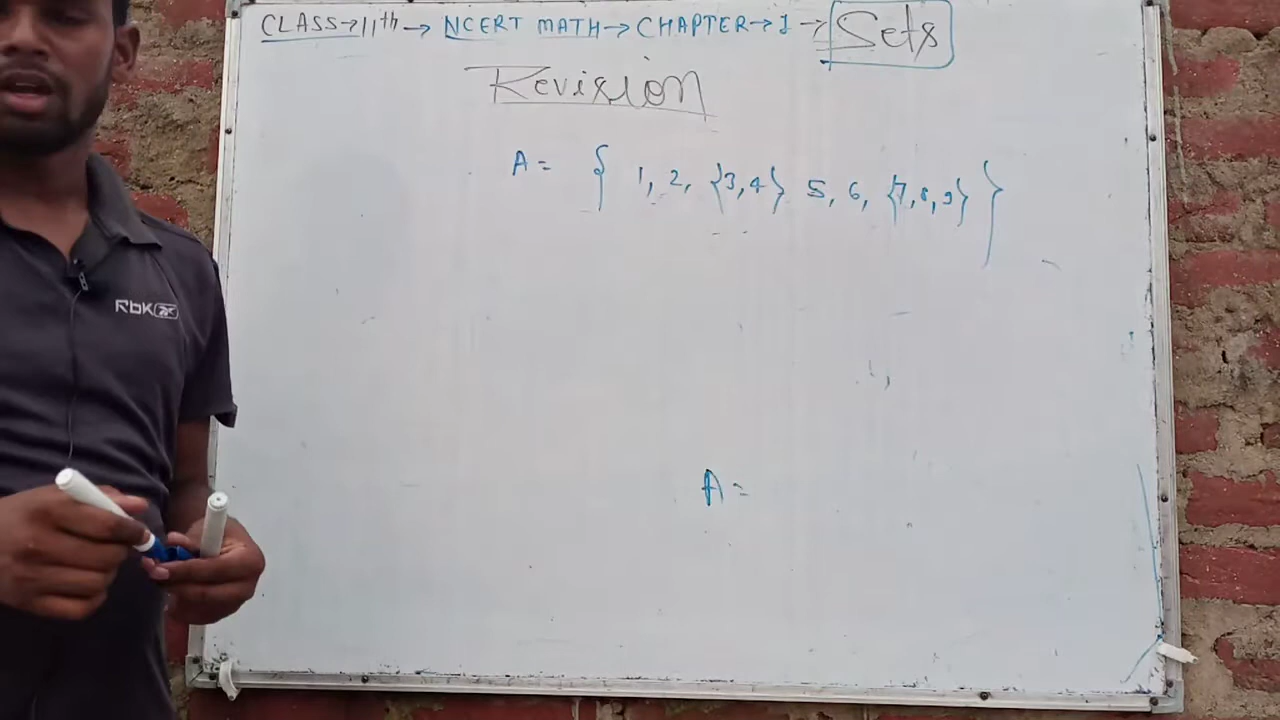 CLASS→11th→ NCERT MATH→ CHAPTER→1→ Sets
Revision
A = { 1, 2, {3,4} 5, 6, {7,8,9} }
RbK
A =